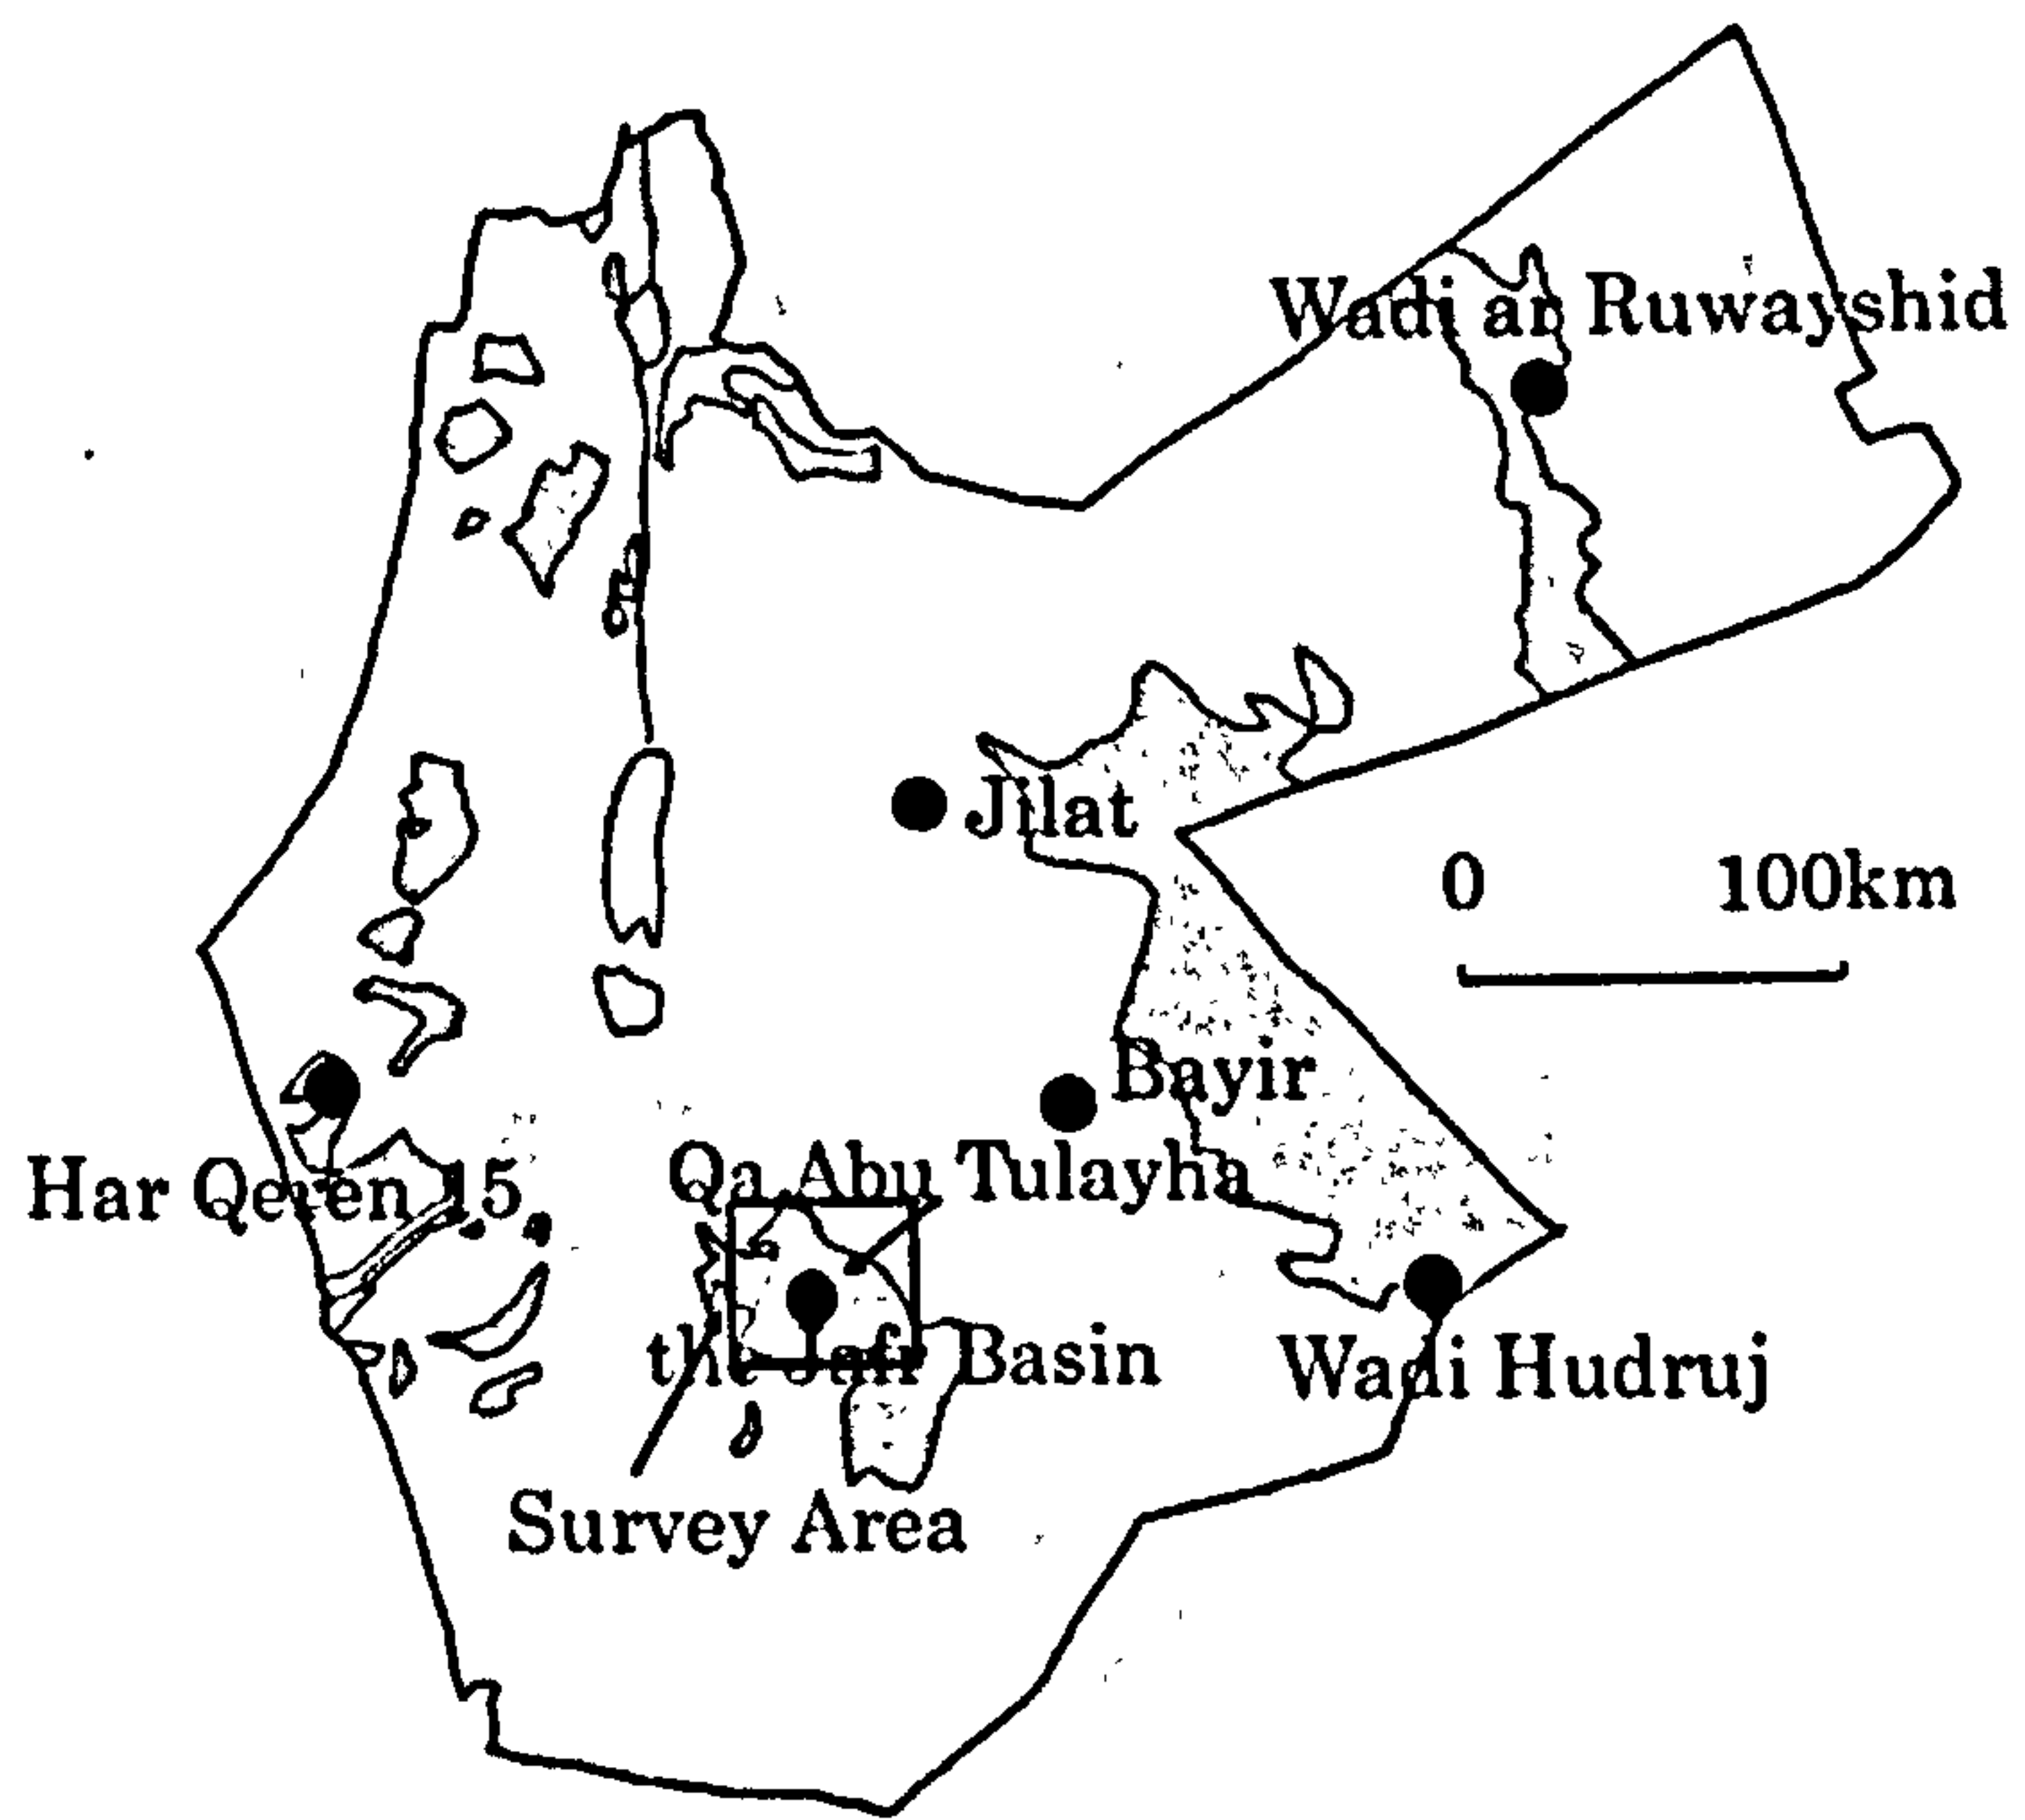 Wadi ar Ruwayshid
Jilat
0 100km
Bayir
Har Qeren 15
Qa Abu Tulayha
the Jafr Basin
Wadi Hudruj
Survey Area